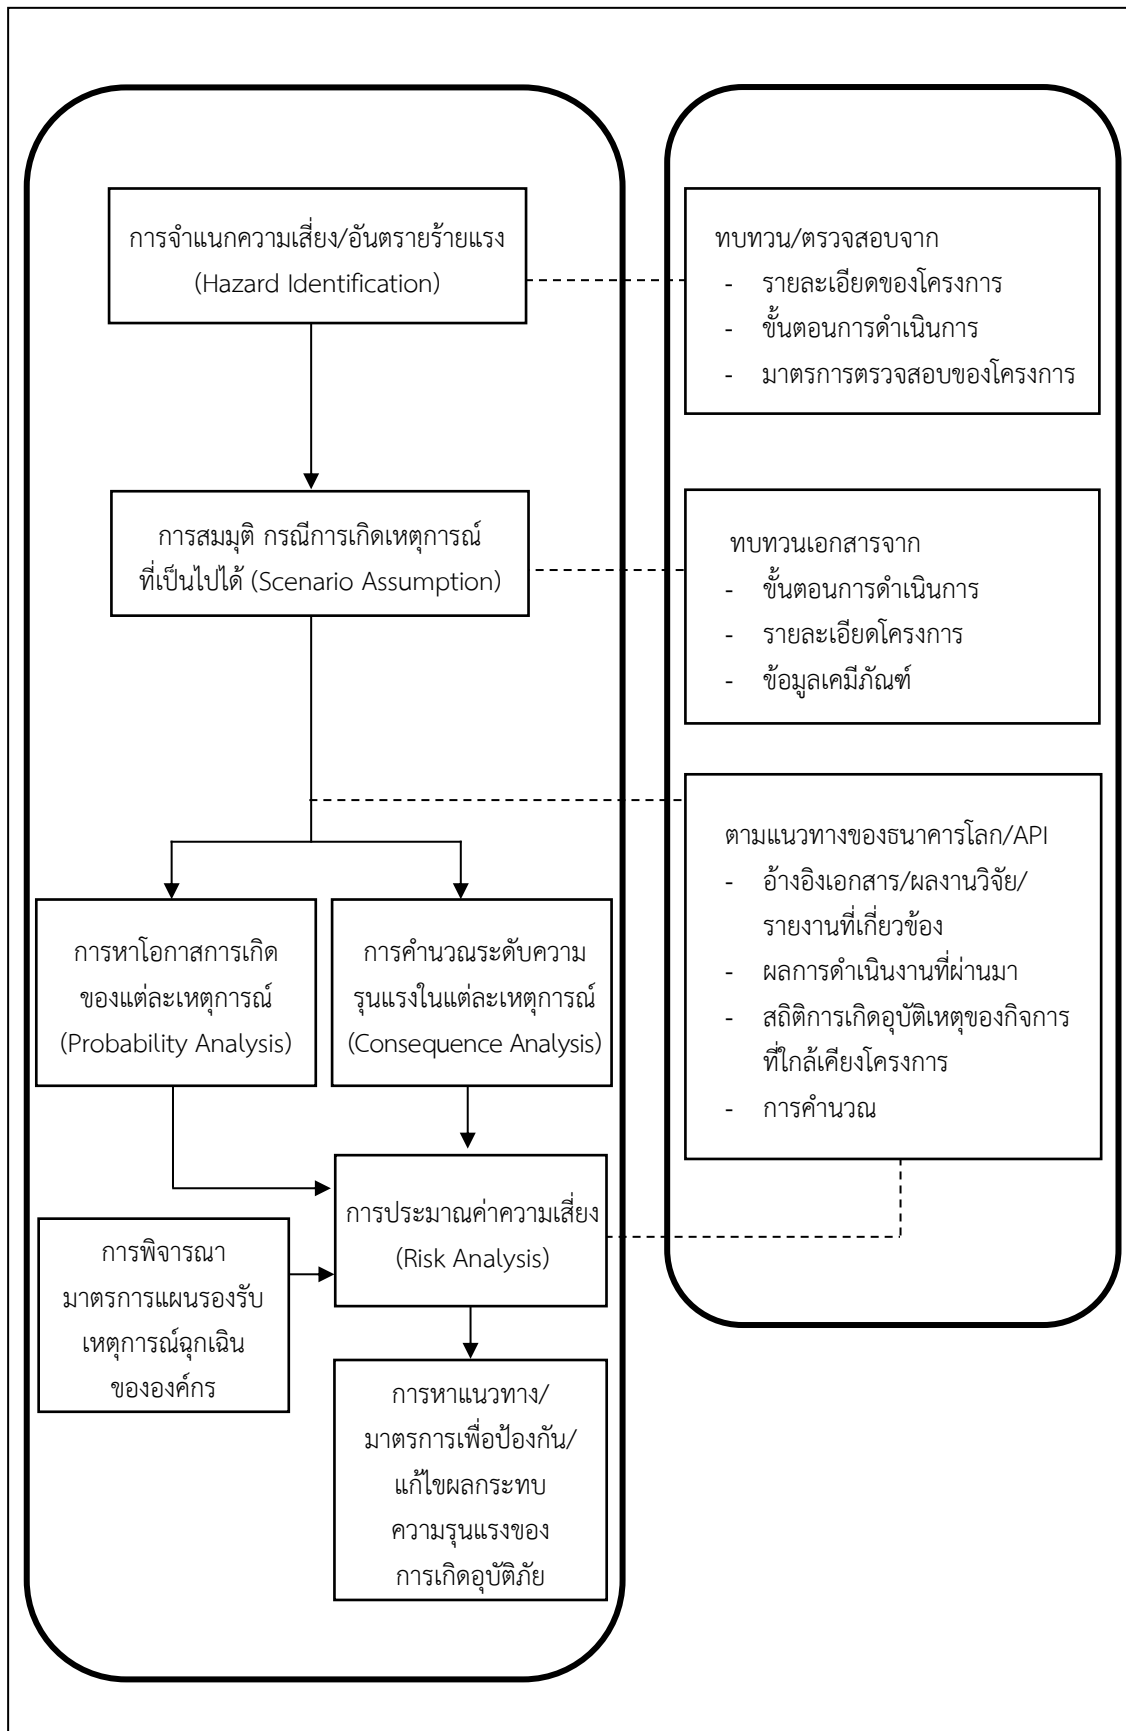 การจำแนกความเสี่ยง/อันตรายร้ายแรง
(Hazard Identification)
ทบทวน/ตรวจสอบจาก
- รายละเอียดของโครงการ
- ขั้นตอนการดำเนินการ
- มาตรการตรวจสอบของโครงการ
การสมมุติ กรณีการเกิดเหตุการณ์
ที่เป็นไปได้ (Scenario Assumption)
ทบทวนเอกสารจาก
- ขั้นตอนการดำเนินการ
- รายละเอียดโครงการ
- ข้อมูลเคมีภัณฑ์
ตามแนวทางของธนาคารโลก/API
- อ้างอิงเอกสาร/ผลงานวิจัย/
รายงานที่เกี่ยวข้อง
- ผลการดำเนินงานที่ผ่านมา
- สถิติการเกิดอุบัติเหตุของกิจการ
ที่ใกล้เคียงโครงการ
- การคำนวณ
การหาโอกาสการเกิด
ของแต่ละเหตุการณ์
(Probability Analysis)
การคำนวณระดับความ
รุนแรงในแต่ละเหตุการณ์
(Consequence Analysis)
การประมาณค่าความเสี่ยง
(Risk Analysis)
การพิจารณา
มาตรการแผนรองรับ
เหตุการณ์ฉุกเฉิน
ขององค์กร
การหาแนวทาง/
มาตรการเพื่อป้องกัน/
แก้ไขผลกระทบ
ความรุนแรงของ
การเกิดอุบัติภัย